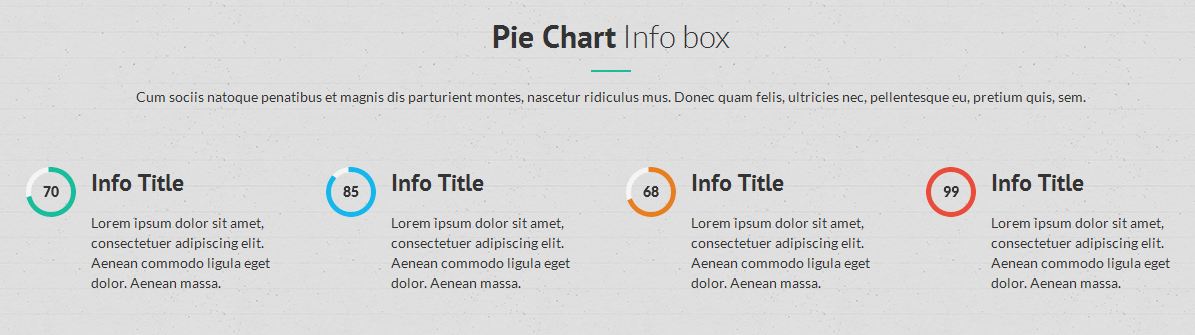 Pie Chart Info box
Cum sociis natoque penatibus et magnis dis parturient montes, nascetur ridiculus mus. Donec quam felis, ultricies nec, pellentesque eu, pretium quis, sem.
70
Info Title
Lorem ipsum dolor sit amet,
consectetuer adipiscing elit.
Aenean commodo ligula eget
dolor. Aenean massa.
85
Info Title
Lorem ipsum dolor sit amet,
consectetuer adipiscing elit.
Aenean commodo ligula eget
dolor. Aenean massa.
68
Info Title
Lorem ipsum dolor sit amet,
consectetuer adipiscing elit.
Aenean commodo ligula eget
dolor. Aenean massa.
99
Info Title
Lorem ipsum dolor sit amet,
consectetuer adipiscing elit.
Aenean commodo ligula eget
dolor. Aenean massa.